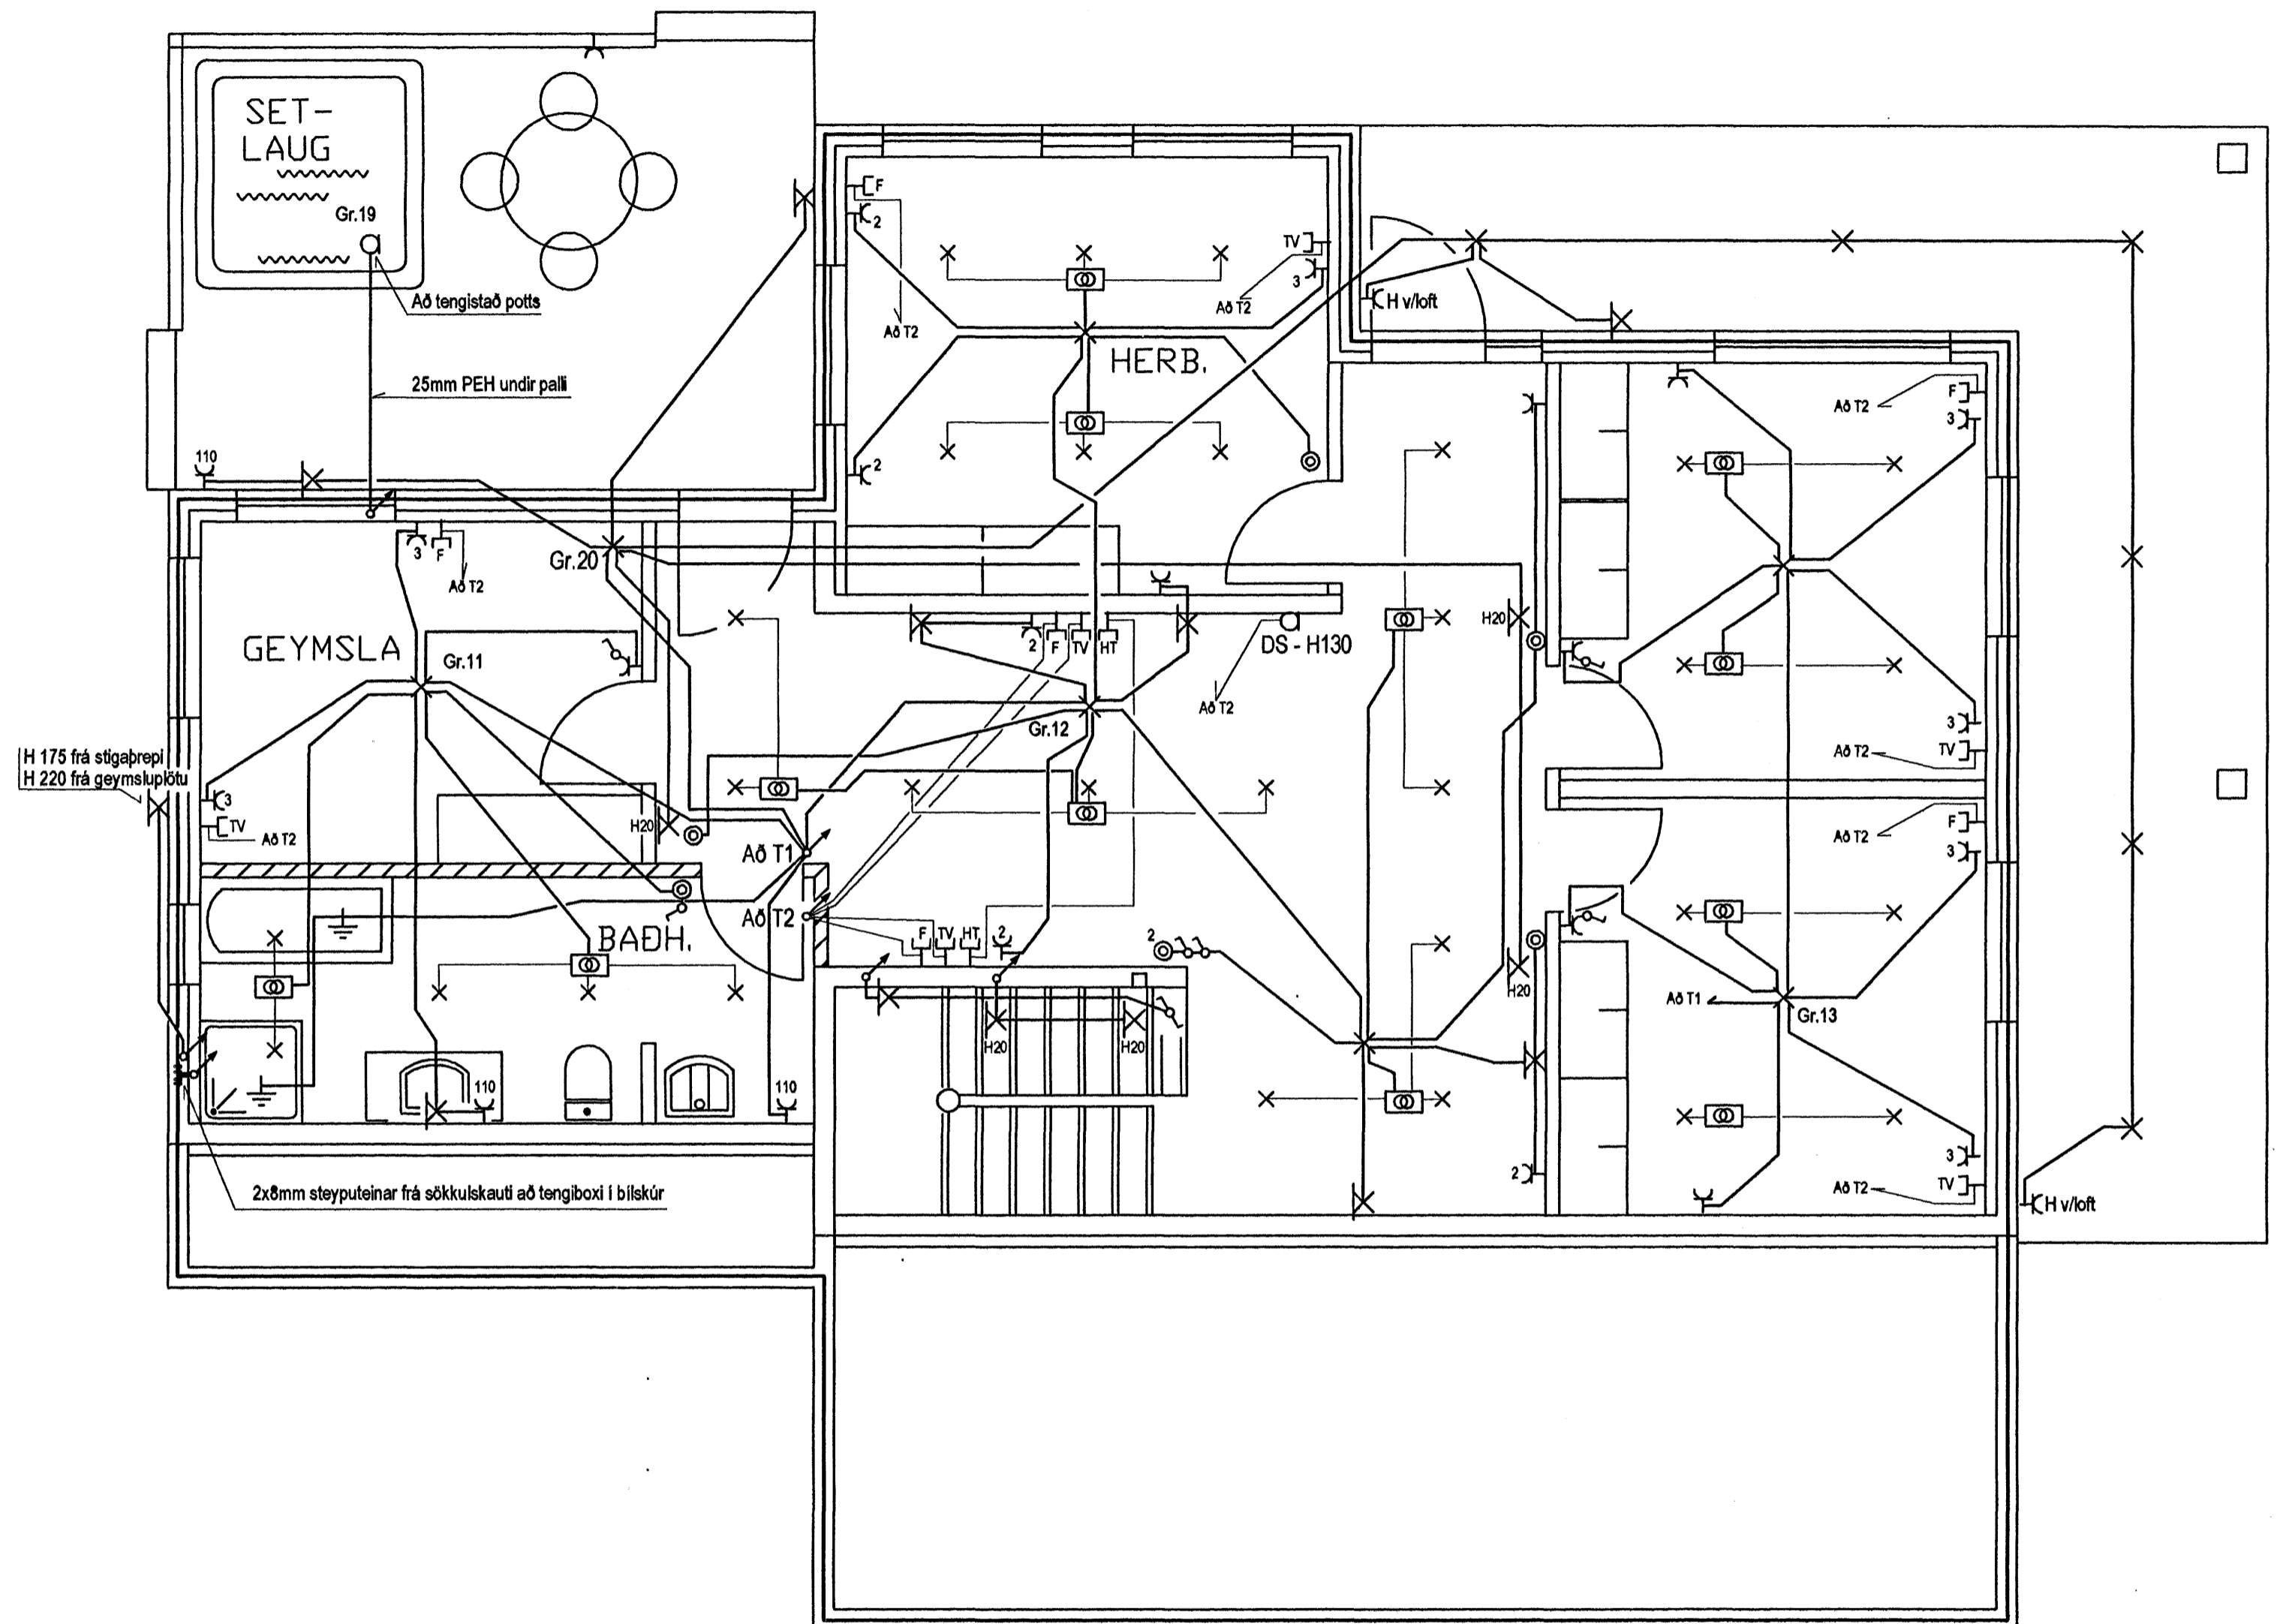 SET-
LAUG
Gr.19
Að tengistað potts
25mm PEH undir palli
110
F
2
Að T2
TV
3
Að T2
HERB.
2
H v/loft
Að T2
F
3
3
F
Að T2
Gr.20
GEYMSLA
Gr.11
2
F
TV
HT
DS - H130
Að T2
Gr.12
H20
3
Að T2
TV
H 175 frá stigaþrepi
H 220 frá geymsluplötu
3
TV
Að T2
H20
Að T1
Að T2
BAÐH.
F
TV
HT
2
2
H20
Að T2
F
3
Að T1
Gr.13
H20
H20
110
110
2
3
Að T2
TV
H v/loft
2x8mm steyputeinar frá sökkulskauti að tengiboxi í bílskúr